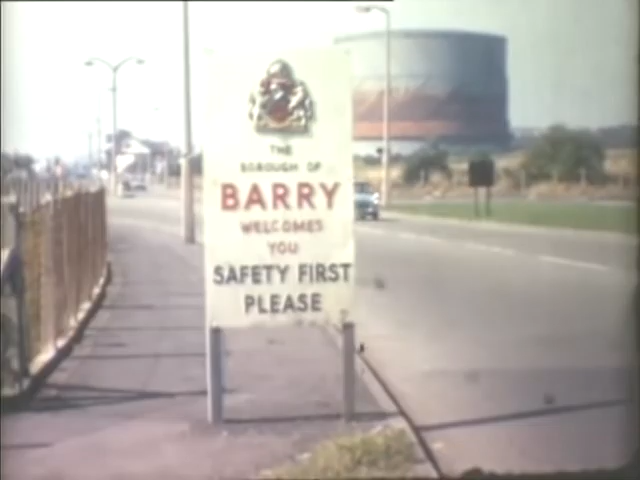 THE
BOROUGH OF
BARRY
WELCOMES
YOU
SAFETY FIRST
PLEASE